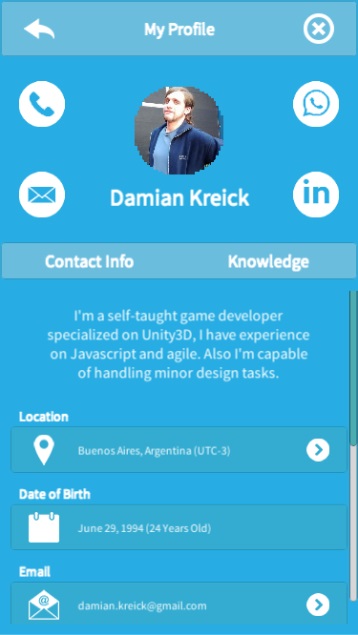 My Profile
Damian Kreick
in
Contact Info
Knowledge
I'm a self-taught game developer
specialized on Unity3D, I have experience
on Javascript and agile. Also I'm capable
of handling minor design tasks.
Location
Buenos Aires, Argentina (UTC-3)
Date of Birth
June 29, 1994 (24 Years Old)
Email
damian.kreick@gmail.com